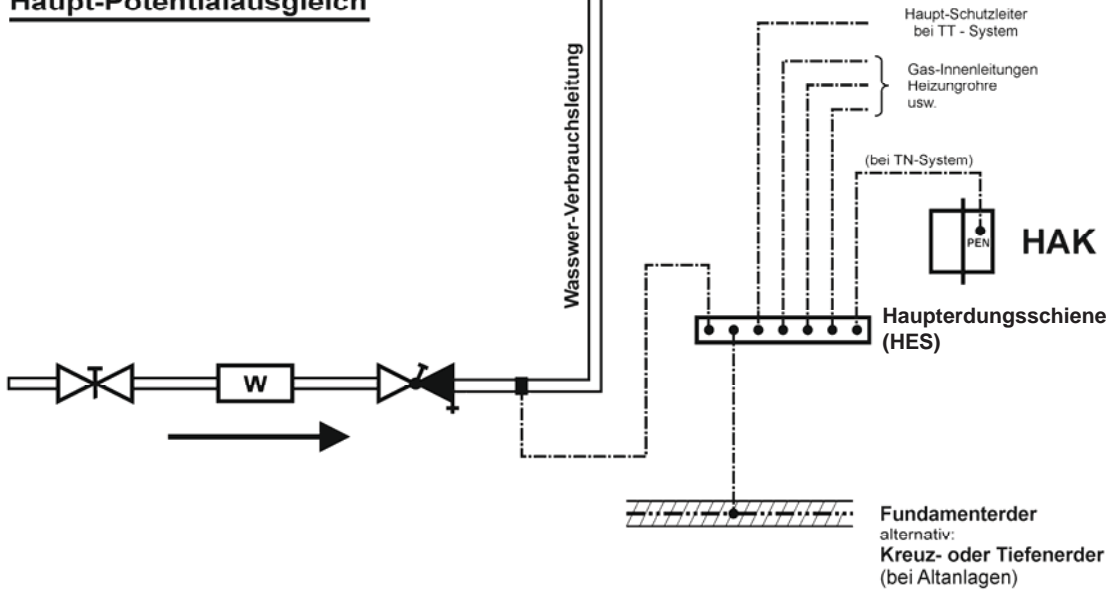 Haupt-Potentialausgleich
Haupt-Schutzleiter
bei TT - System
Gas-Innenleitungen
Heizungrohre
usw.
Wasswer-Verbrauchsleitung
(bei TN-System)
PEN
HAK
Haupterdungsschiene
(HES)
W
Fundamenterder
alternativ:
Kreuz- oder Tiefenerder
(bei Altanlagen)